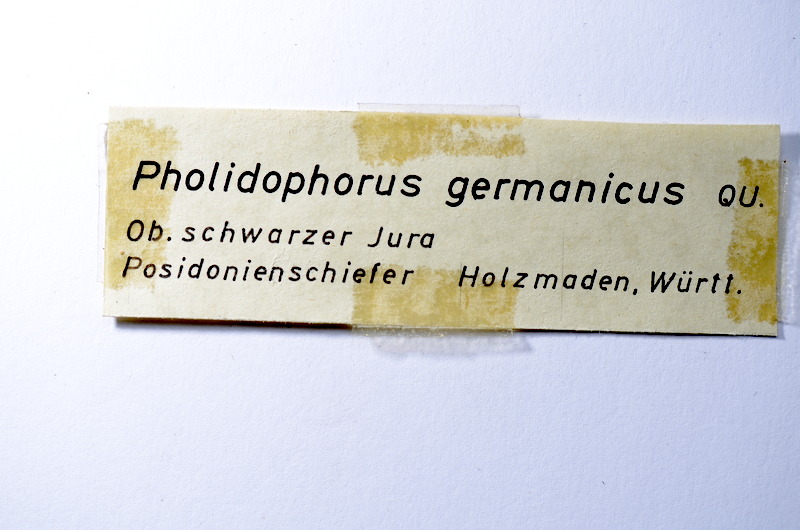 Pholidophorus germanicus QU.
Ob. schwarzer Jura
Posidonienschiefer Holzmaden, Württ.